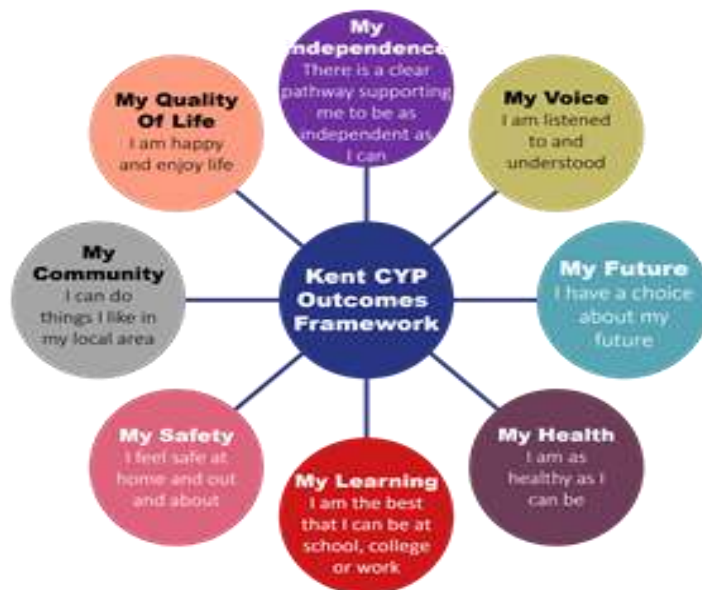 My
Independence
There is a clear
pathway supporting
me to be as
independent as
I can
My Voice
I am listened
to and
understood
My Future
I have a choice
about my
future
My Health
I am as
healthy as I
can be
My Learning
I am the best
that I can be at
school, college
or work
My Safety
I feel safe at
home and out
and about
My
Community
I can do
things I like in
my local area
My Quality
Of Life
I am happy
and enjoy life
Kent CYP
Outcomes
Framework